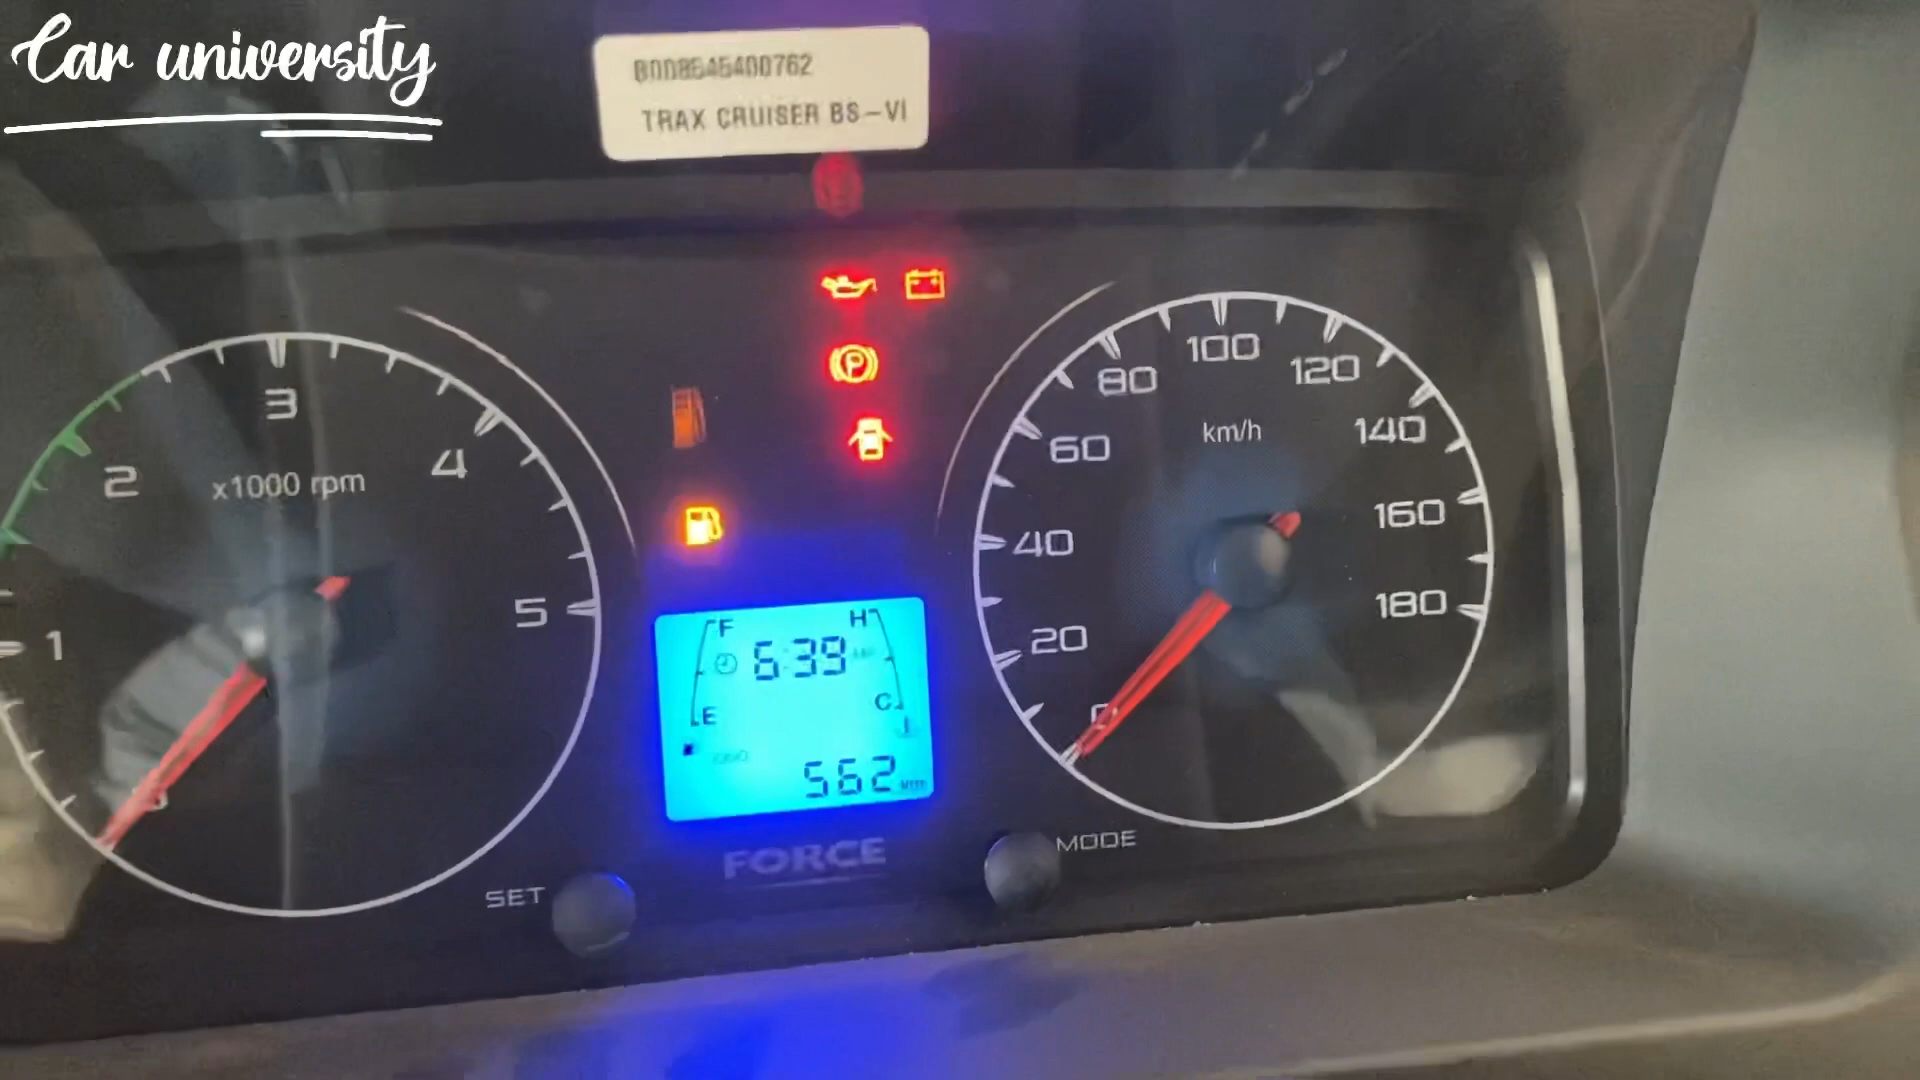 Car university
TRAX CRUISER BS-VI
1
2
3
4
5
x1000 rpm
0
20
40
60
80
100
120
140
160
180
km/h
P
F
H
6:39
E
C
562
FORCE
SET
MODE